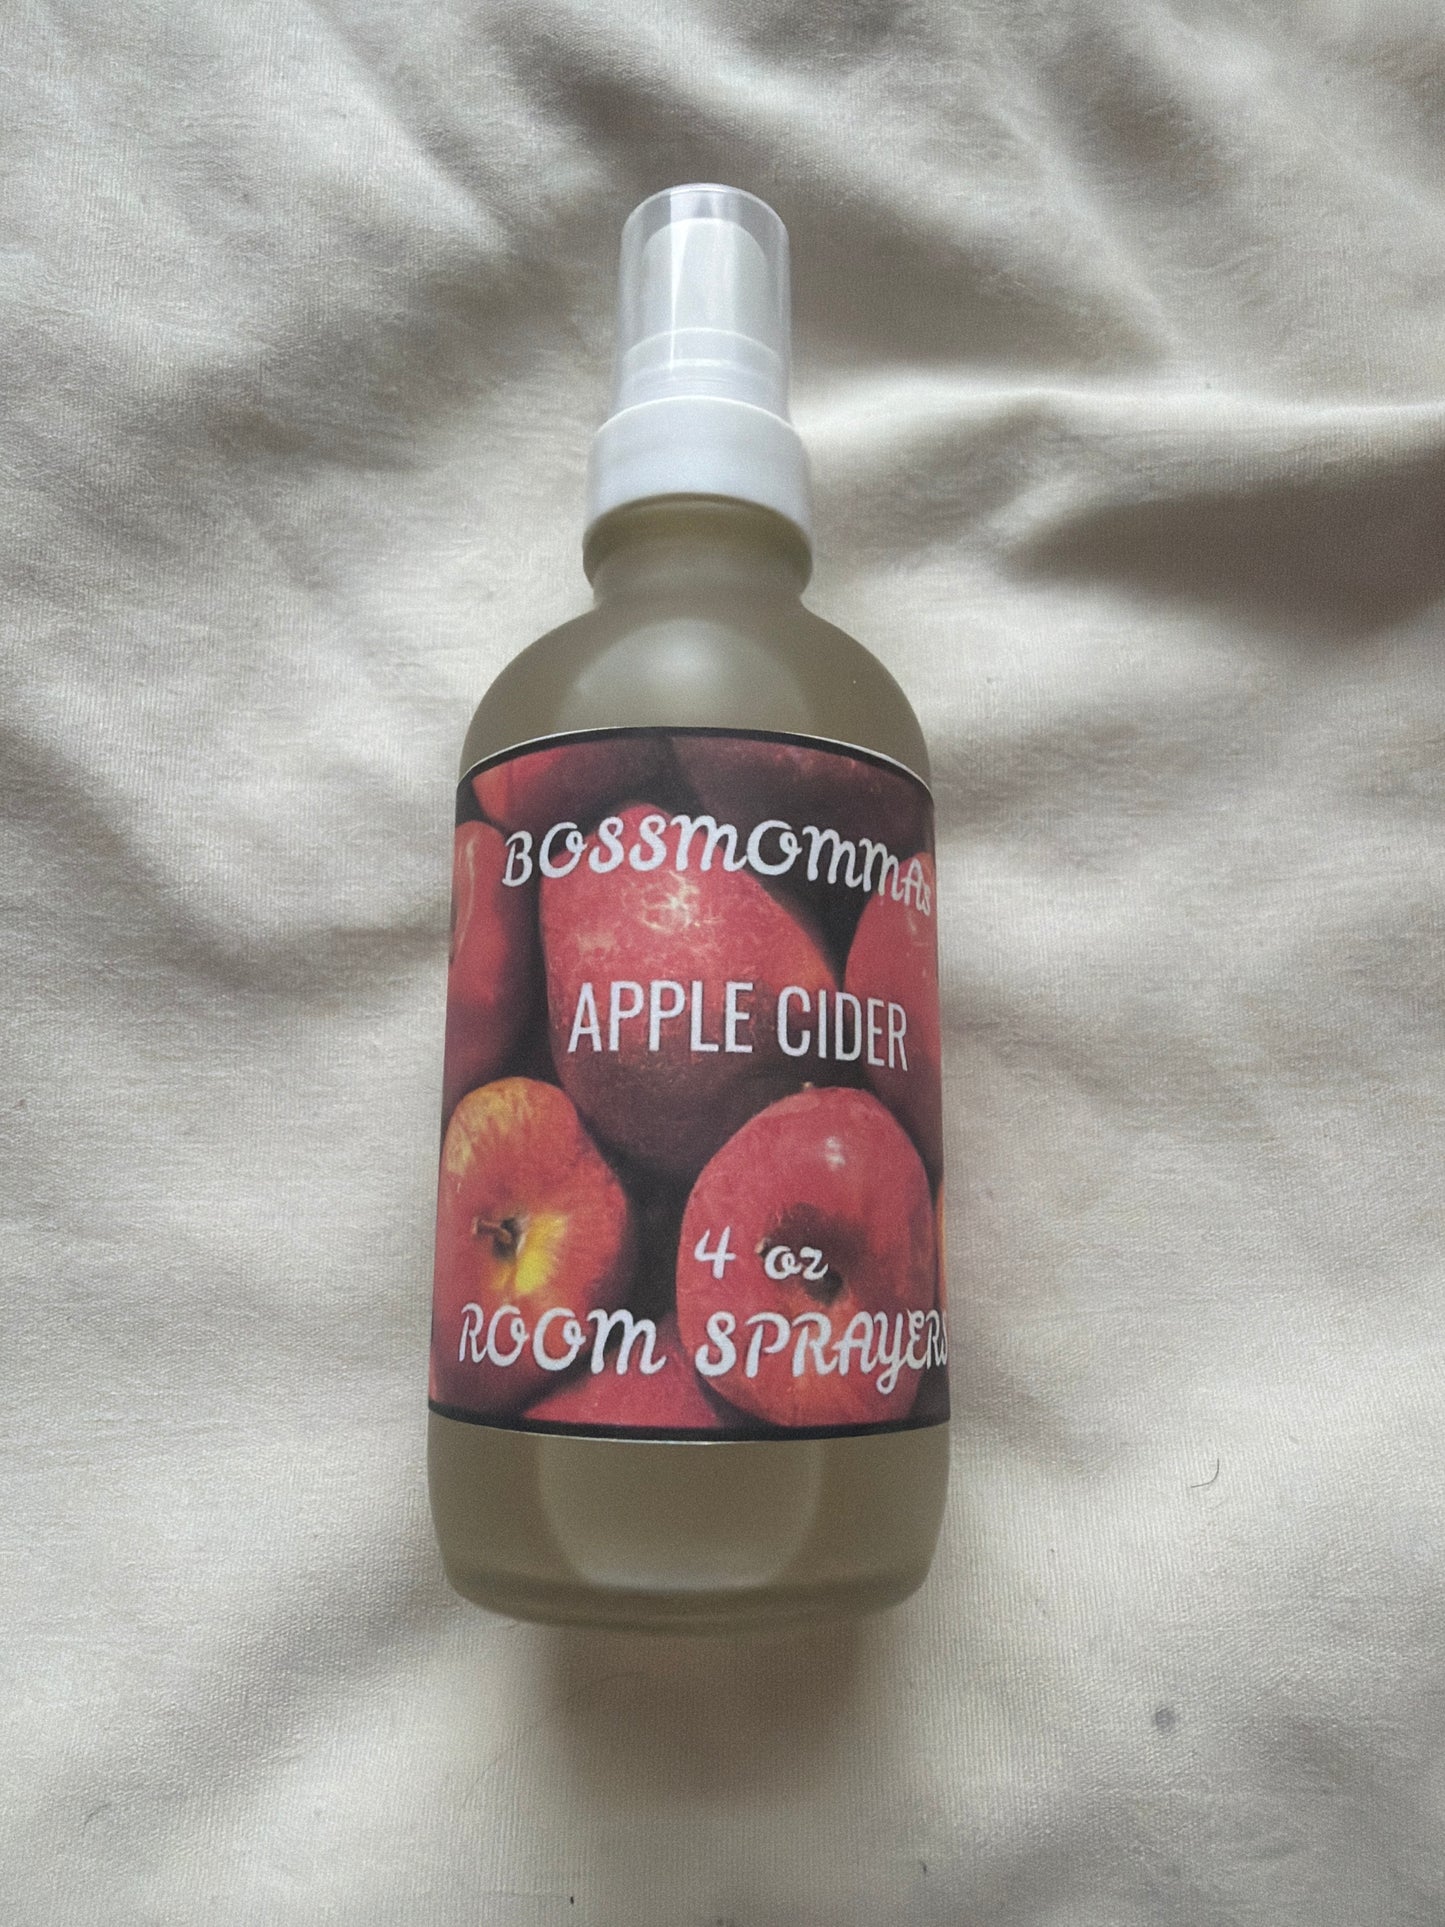 BOSSMOMMAs
APPLE CIDER
4 oz
ROOM SPRAYERS